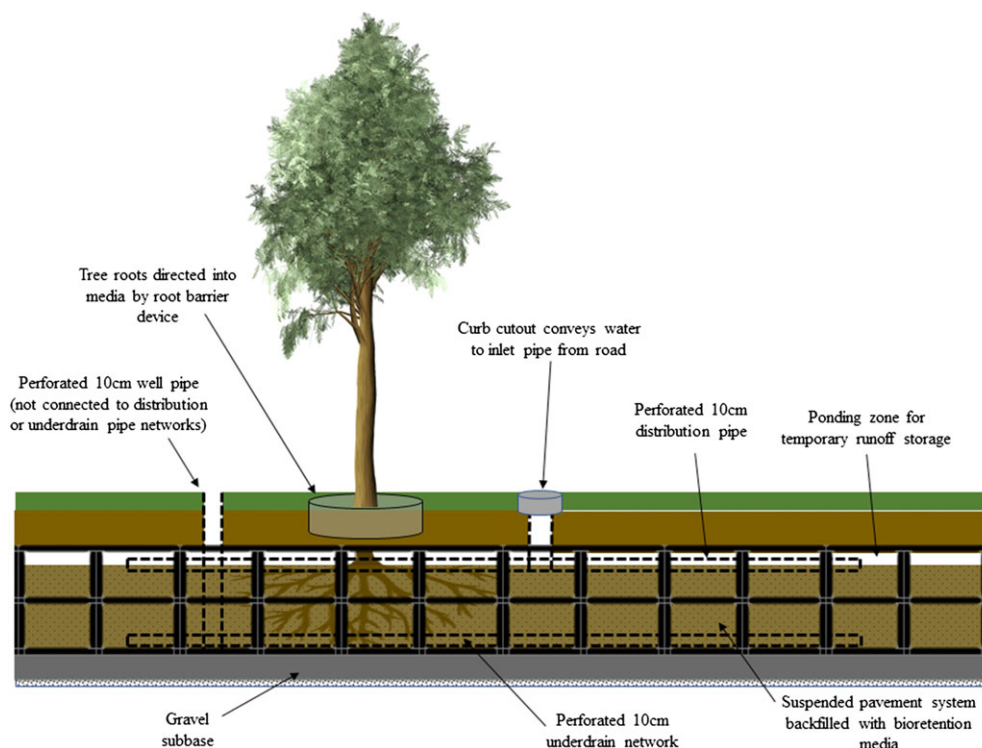 Tree roots directed into
media by root barrier
device
Curb cutout conveys water
to inlet pipe from road
Perforated 10cm well pipe
(not connected to distribution
or underdrain pipe networks)
Perforated 10cm
distribution pipe
Ponding zone for
temporary runoff storage
Gravel
subbase
Perforated 10cm
underdrain network
Suspended pavement system
backfilled with bioretention
media